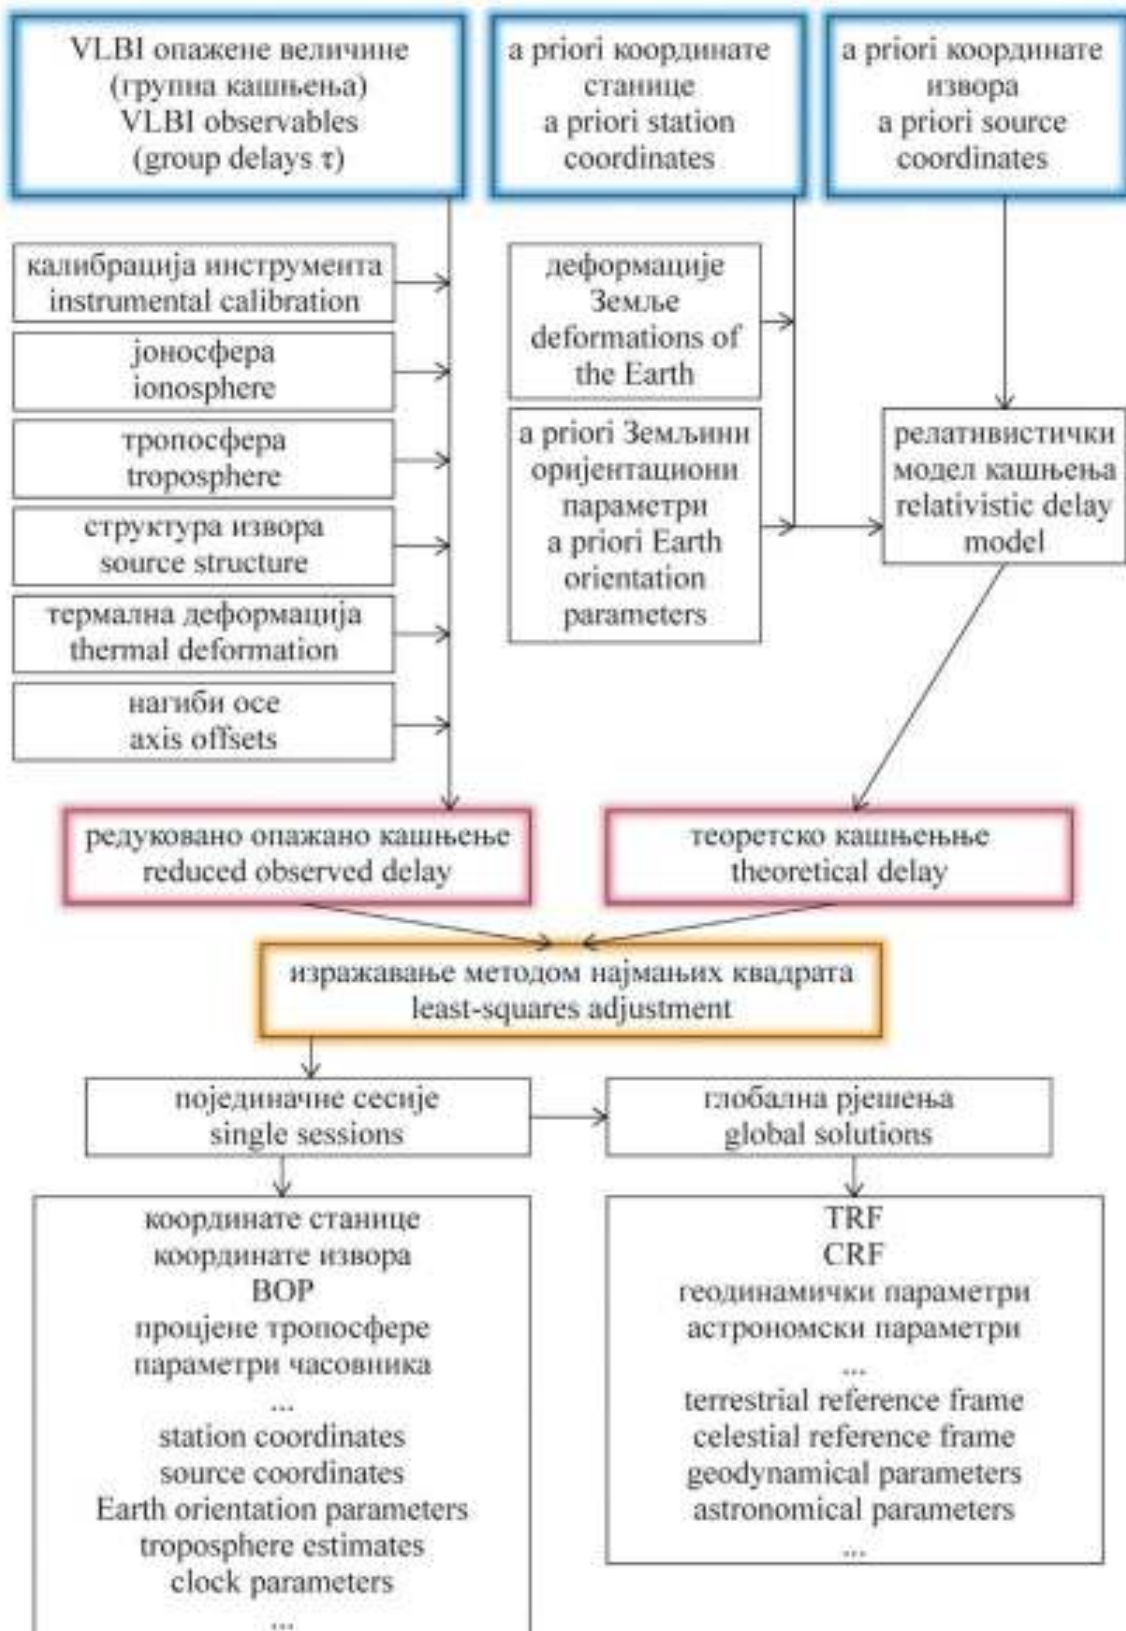 VLBI опажене величине
(групна кашњења)
VLBI observables
(group delays τ)
a priori координате
станице
a priori station
coordinates
a priori координате
извора
a priori source
coordinates
калибрација инструмента
instrumental calibration
јоносфера
ionosphere
тропосфера
troposphere
структура извора
source structure
термална деформација
thermal deformation
нагиби осе
axis offsets
деформације
Земље
deformations of
the Earth
a priori Земљини
оријентациони
параметри
a priori Earth
orientation
parameters
релативистички
модел кашњења
relativistic delay
model
редуковано опажано кашњење
reduced observed delay
теоретско кашњењње
theoretical delay
изражавање методом најмањих квадрата
least-squares adjustment
појединачне сесије
single sessions
глобална рјешења
global solutions
координате станице
координате извора
ВОР
процјене тропосфере
параметри часовника
...
station coordinates
source coordinates
Earth orientation parameters
troposphere estimates
clock parameters
...
TRF
CRF
геодинамички параметри
астрономски параметри
...
terrestrial reference frame
celestial reference frame
geodynamical parameters
astronomical parameters
...